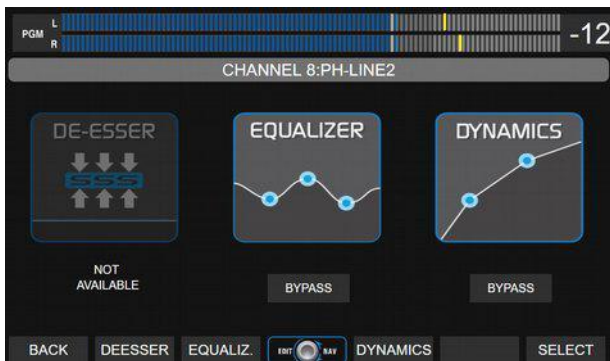 PGM
L
R
-12
CHANNEL 8:PH-LINE2
DE-ESSER
SSS
EQUALIZER
DYNAMICS
NOT
AVAILABLE
BYPASS
BYPASS
BACK
DEESSER
EQUALIZ.
EDIT
NAV
DYNAMICS
SELECT